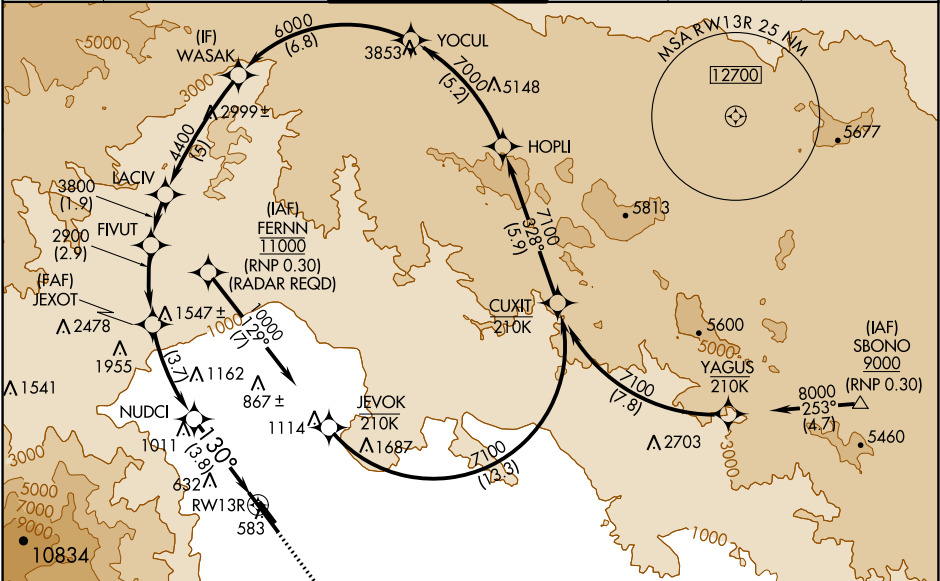 5000
(IF)
WASAK
3000
6000
(6.8)
3853
YOCUL
7000
(5.2)
5148
MSA RW13R 25 NM
12700
5677
2999±
4400
(5)
HOPLI
LACIV
3800
(1.9)
FIVUT
2900
(2.9)
(FAF)
JEXOT
(IAF)
FERNN
11000
(RNP 0.30)
(RADAR REQD)
7100
328°
(5.9)
5813
CUXIT
210K
5600
5000
2478
1547±
1000
10000
129°
(7)
1955
(3.7)
1162
867±
1541
YAGUS
210K
(IAF)
SBONO
9000
(RNP 0.30)
7100
(7.8)
8000
253°
(4.7)
NUDCI
JEVOK
210K
1114
1687
1011
(3.8)
130°
7100
(13.3)
2703
3000
5460
3000
632
RW13R
583
5000
7000
9000
10834
1000